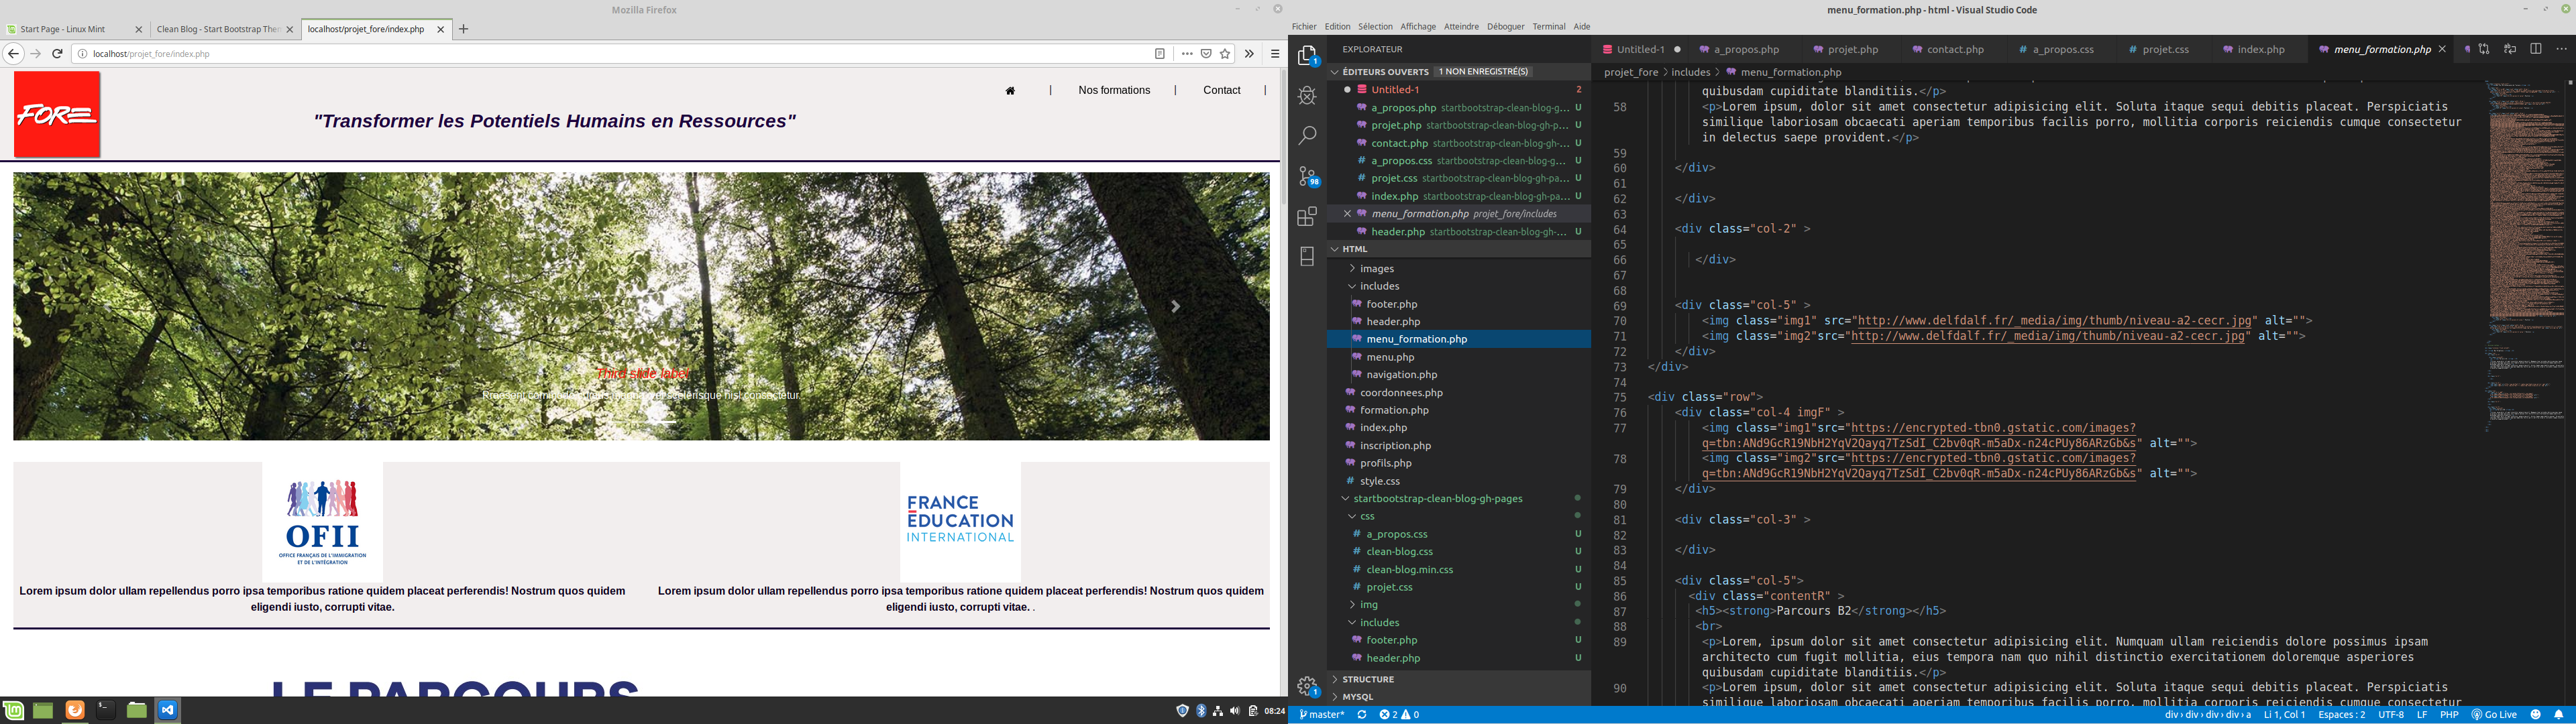 Mozilla Firefox
Start Page - Linux Mint
Clean Blog - Start Bootstrap Ther
localhost/projet_fore/index.php
localhost/projet_fore/index.php
FORE
| Nos formations | Contact |
"Transformer les Potentiels Humains en Ressources"
Third slide label
OFII
OFFICE FRANÇAIS DE L'IMMIGRATION
ET DE L'INTÉGRATION
FRANCE
ÉDUCATION
INTERNATIONAL
Lorem ipsum dolor ullam repellendus porro ipsa temporibus ratione quidem placeat perferendis! Nostrum quos quidem
eligendi iusto, corrupti vitae.
Lorem ipsum dolor ullam repellendus porro ipsa temporibus ratione quidem placeat perferendis! Nostrum quos quidem
eligendi iusto, corrupti vitae. .
LE PARCOURS
08:24
menu_formation.php - html - Visual Studio Code
Fichier Edition Sélection Affichage Atteindre Déboguer Terminal Aide
EXPLORATEUR
ÉDITEURS OUVERTS 1 NON ENREGISTRÉ(S)
Untitled-1 2
a_propos.php startbootstrap-clean-blog-g... U
projet.php startbootstrap-clean-blog-gh-p... U
contact.php startbootstrap-clean-blog-gh-... U
a_propos.css startbootstrap-clean-blog-g... U
projet.css startbootstrap-clean-blog-gh-... U
index.php startbootstrap-clean-blog-gh-pa... U
menu_formation.php projet_fore/includes
header.php startbootstrap-clean-blog-gh-... U
HTML
images
includes
footer.php
header.php
menu_formation.php
menu.php
navigation.php
coordonnees.php
formation.php
index.php
inscription.php
profils.php
style.css
startbootstrap-clean-blog-gh-pages
css
a_propos.css U
clean-blog.css U
clean-blog.min.css U
projet.css U
img
includes
footer.php U
header.php U
STRUCTURE
MYSQL
1
98
1
Untitled-1 a_propos.php projet.php contact.php a_propos.css projet.css index.php menu_formation.php
projet_fore > includes > menu_formation.php
quibusdam cupiditate blanditiis.</p>
58 <p>Lorem ipsum, dolor sit amet consectetur adipisicing elit. Soluta itaque sequi debitis placeat. Perspiciatis
similique laboriosam obcaecati aperiam temporibus facilis porro, mollitia corporis reiciendis cumque consectetur
in delectus saepe provident.</p>
59
60 </div>
61
62 </div>
63
64 <div class="col-2" >
65
66 </div>
67
68
69 <div class="col-5" >
70 <img class="img1" src="http://www.delfdalf.fr/_media/img/thumb/niveau-a2-cecr.jpg" alt="">
71 <img class="img2"src="http://www.delfdalf.fr/_media/img/thumb/niveau-a2-cecr.jpg" alt="">
72 </div>
73 </div>
74
75 <div class="row">
76 <div class="col-4 imgF" >
77 <img class="img1"src="https://encrypted-tbn0.gstatic.com/images?
q=tbn:ANd9GcR19NbH2YqV2Qayq7TzSdI_C2bv0qR-m5aDx-n24cPUy86ARzGb&s" alt="">
78 <img class="img2"src="https://encrypted-tbn0.gstatic.com/images?
q=tbn:ANd9GcR19NbH2YqV2Qayq7TzSdI_C2bv0qR-m5aDx-n24cPUy86ARzGb&s" alt="">
79 </div>
80
81 <div class="col-3" >
82
83 </div>
84
85 <div class="col-5">
86 <div class="contentR" >
87 <h5><strong>Parcours B2</strong></h5>
88 <br>
89 <p>Lorem, ipsum dolor sit amet consectetur adipisicing elit. Numquam ullam reiciendis dolore possimus ipsam
architecto cum fugit mollitia, eius tempora nam quo nihil distinctio exercitationem doloremque asperiores
quibusdam cupiditate blanditiis.</p>
90 <p>Lorem ipsum, dolor sit amet consectetur adipisicing elit. Soluta itaque sequi debitis placeat. Perspiciatis
similique laboriosam obcaecati aperiam temporibus facilis porro, mollitia corporis reiciendis cumque consectetur
master* 2 0
div › div › div › div › a Li 1, Col 1 Espaces : 2 UTF-8 LF PHP Go Live